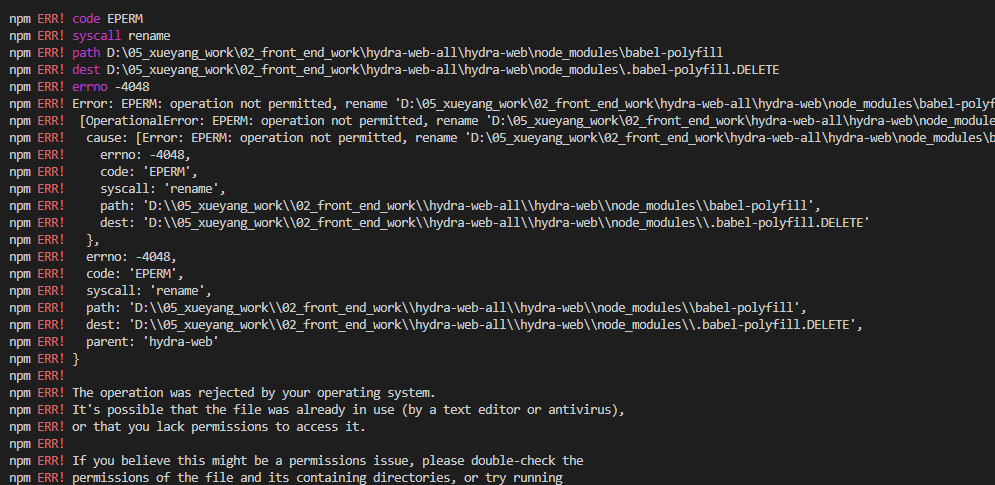 npm ERR! code EPERM
npm ERR! syscall rename
npm ERR! path D:\05_xueyang_work\02_front_end_work\hydra-web-all\hydra-web\node_modules\babel-polyfill
npm ERR! dest D:\05_xueyang_work\02_front_end_work\hydra-web-all\hydra-web\node_modules\.babel-polyfill.DELETE
npm ERR! errno -4048
npm ERR! Error: EPERM: operation not permitted, rename 'D:\05_xueyang_work\02_front_end_work\hydra-web-all\hydra-web\node_modules\babel-polyf
npm ERR!  [OperationalError: EPERM: operation not permitted, rename 'D:\05_xueyang_work\02_front_end_work\hydra-web-all\hydra-web\node_module
npm ERR!   cause: [Error: EPERM: operation not permitted, rename 'D:\05_xueyang_work\02_front_end_work\hydra-web-all\hydra-web\node_modules\b
npm ERR!     errno: -4048,
npm ERR!     code: 'EPERM',
npm ERR!     syscall: 'rename',
npm ERR!     path: 'D:\\05_xueyang_work\\02_front_end_work\\hydra-web-all\\hydra-web\\node_modules\\babel-polyfill',
npm ERR!     dest: 'D:\\05_xueyang_work\\02_front_end_work\\hydra-web-all\\hydra-web\\node_modules\\.babel-polyfill.DELETE'
npm ERR!   },
npm ERR!   errno: -4048,
npm ERR!   code: 'EPERM',
npm ERR!   syscall: 'rename',
npm ERR!   path: 'D:\\05_xueyang_work\\02_front_end_work\\hydra-web-all\\hydra-web\\node_modules\\babel-polyfill',
npm ERR!   dest: 'D:\\05_xueyang_work\\02_front_end_work\\hydra-web-all\\hydra-web\\node_modules\\.babel-polyfill.DELETE',
npm ERR!   parent: 'hydra-web'
npm ERR! }
npm ERR!
npm ERR! The operation was rejected by your operating system.
npm ERR! It's possible that the file was already in use (by a text editor or antivirus),
npm ERR! or that you lack permissions to access it.
npm ERR!
npm ERR! If you believe this might be a permissions issue, please double-check the
npm ERR! permissions of the file and its containing directories, or try running